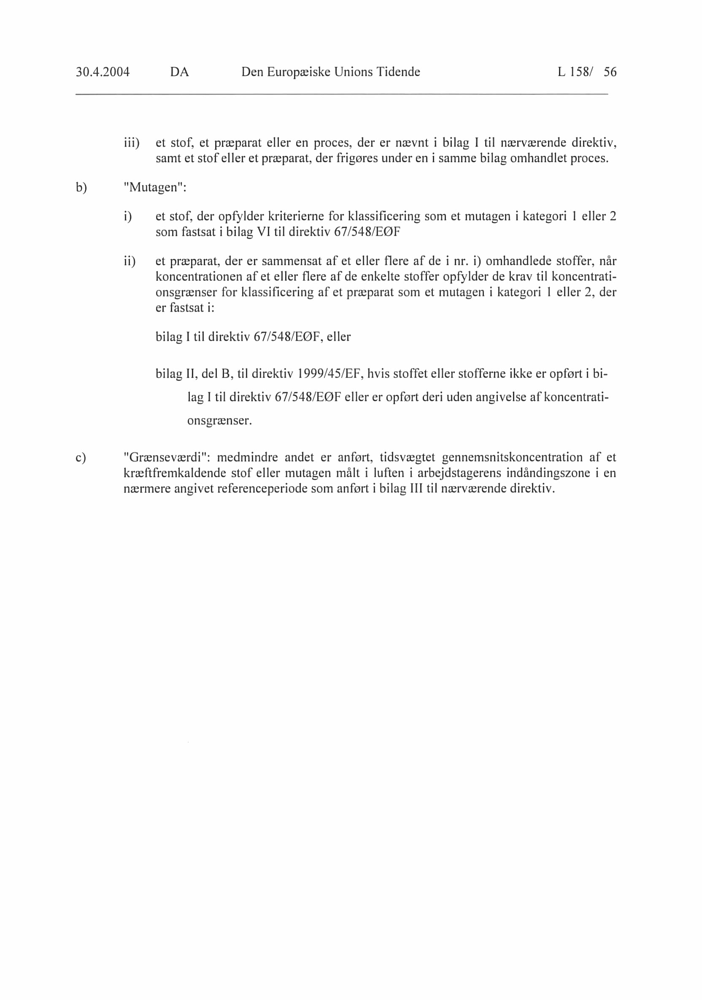 30.4.2004 DA Den Europæiske Unions Tidende L 158/ 56
iii) et stof, et præparat eller en proces, der er nævnt i bilag I til nærværende direktiv,
samt et stof eller et præparat, der frigøres under en i samme bilag omhandlet proces.
b) "Mutagen":
i) et stof, der opfylder kriterierne for klassificering som et mutagen i kategori 1 eller 2
som fastsat i bilag VI til direktiv 67/548/EØF
ii) et præparat, der er sammensat af et eller flere af de i nr. i) omhandlede stoffer, når
koncentrationen af et eller flere af de enkelte stoffer opfylder de krav til koncentrati-
onsgrænser for klassificering af et præparat som et mutagen i kategori 1 eller 2, der
er fastsat i:
bilag I til direktiv 67/548/EØF, eller
bilag II, del B, til direktiv 1999/45/EF, hvis stoffet eller stofferne ikke er opført i bi-
lag I til direktiv 67/548/EØF eller er opført deri uden angivelse af koncentrati-
onsgrænser.
c) "Grænseværdi": medmindre andet er anført, tidsvægtet gennemsnitskoncentration af et
kræftfremkaldende stof eller mutagen målt i luften i arbejdstagerens indåndingszone i en
nærmere angivet referenceperiode som anført i bilag III til nærværende direktiv.